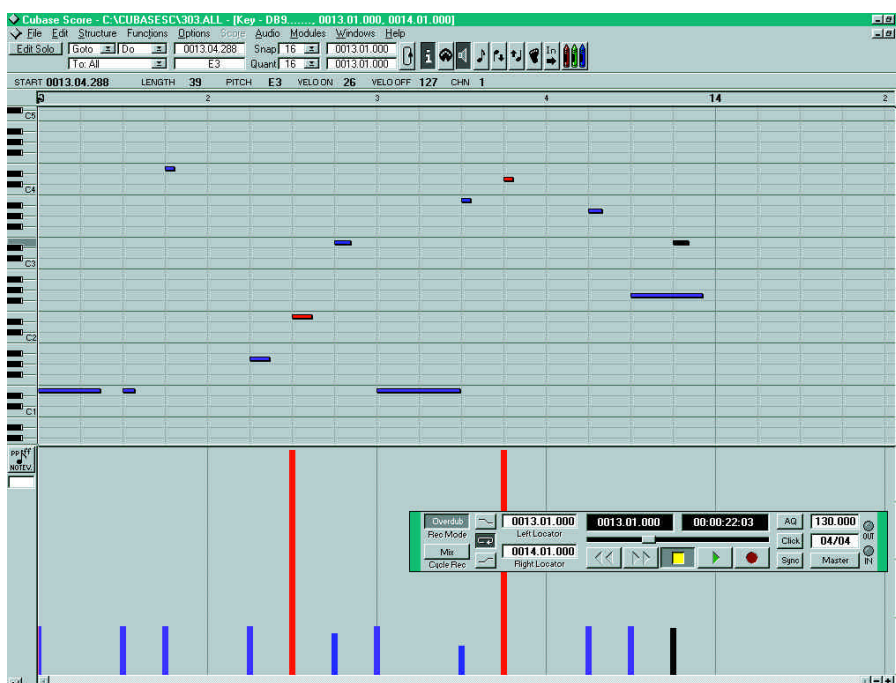 Cubase Score - C:\CUBASESC\303.ALL - [Key - DB9......., 0013.01.000, 0014.01.000]
File Edit Structure Functions Options Score Audio Modules Windows Help
Edit Solo Goto Do 0013.04.288 Snap 16 0013.01.000 In
To: All E3 Quant 16 0014.01.000
START 0013.04.288 LENGTH 39 PITCH E3 VELO ON 26 VELO OFF 127 CHN 1
2 3 4 14 2
C5
C4
C3
C2
C1
PP ff
NOTEV.
Overdub 0013.01.000 0013.01.000 00:00:22:03 AQ 130.000
Rec Mode Left Locator Click 04/04 OUT
Mix 0014.01.000 Sync Master IN
Cycle Rec Right Locator